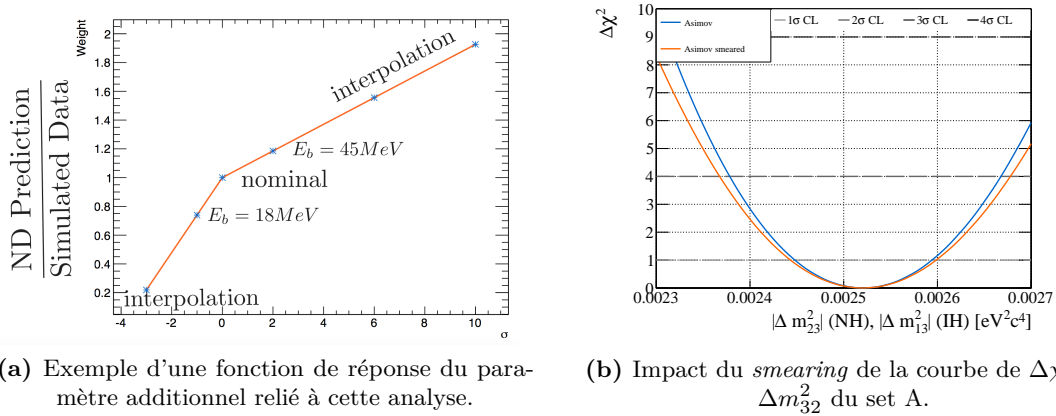 ND Prediction
Simulated Data
Weight
2
1.8
1.6
1.4
1.2
1
0.8
0.6
0.4
0.2
interpolation
E_b = 45MeV
nominal
E_b = 18MeV
interpolation
-4 -2 0 2 4 6 8 10
σ
(a) Exemple d'une fonction de réponse du para-
mètre additionnel relié à cette analyse.
Δχ²
10
9
8
7
6
5
4
3
2
1
0
Asimov
Asimov smeared
1σ CL 2σ CL 3σ CL 4σ CL
0.0023 0.0024 0.0025 0.0026 0.0027
|Δ m²₂₃| (NH), |Δ m²₁₃| (IH) [eV²c⁴]
(b) Impact du smearing de la courbe de Δχ
Δm²₃₂ du set A.